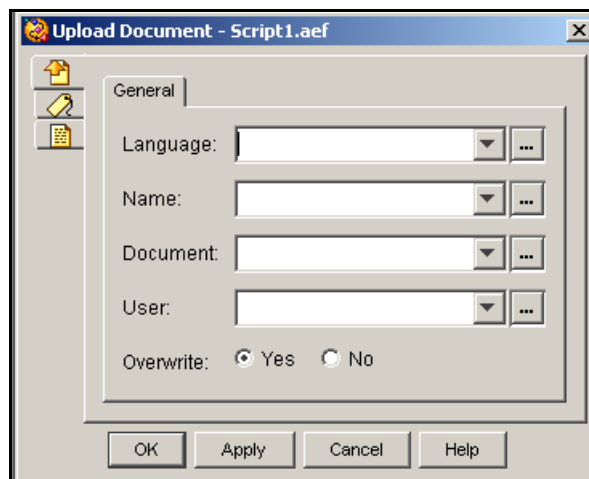 Upload Document - Script1.aef
General
Language:
...
Name:
...
Document:
...
User:
...
Overwrite: Yes No
OK Apply Cancel Help